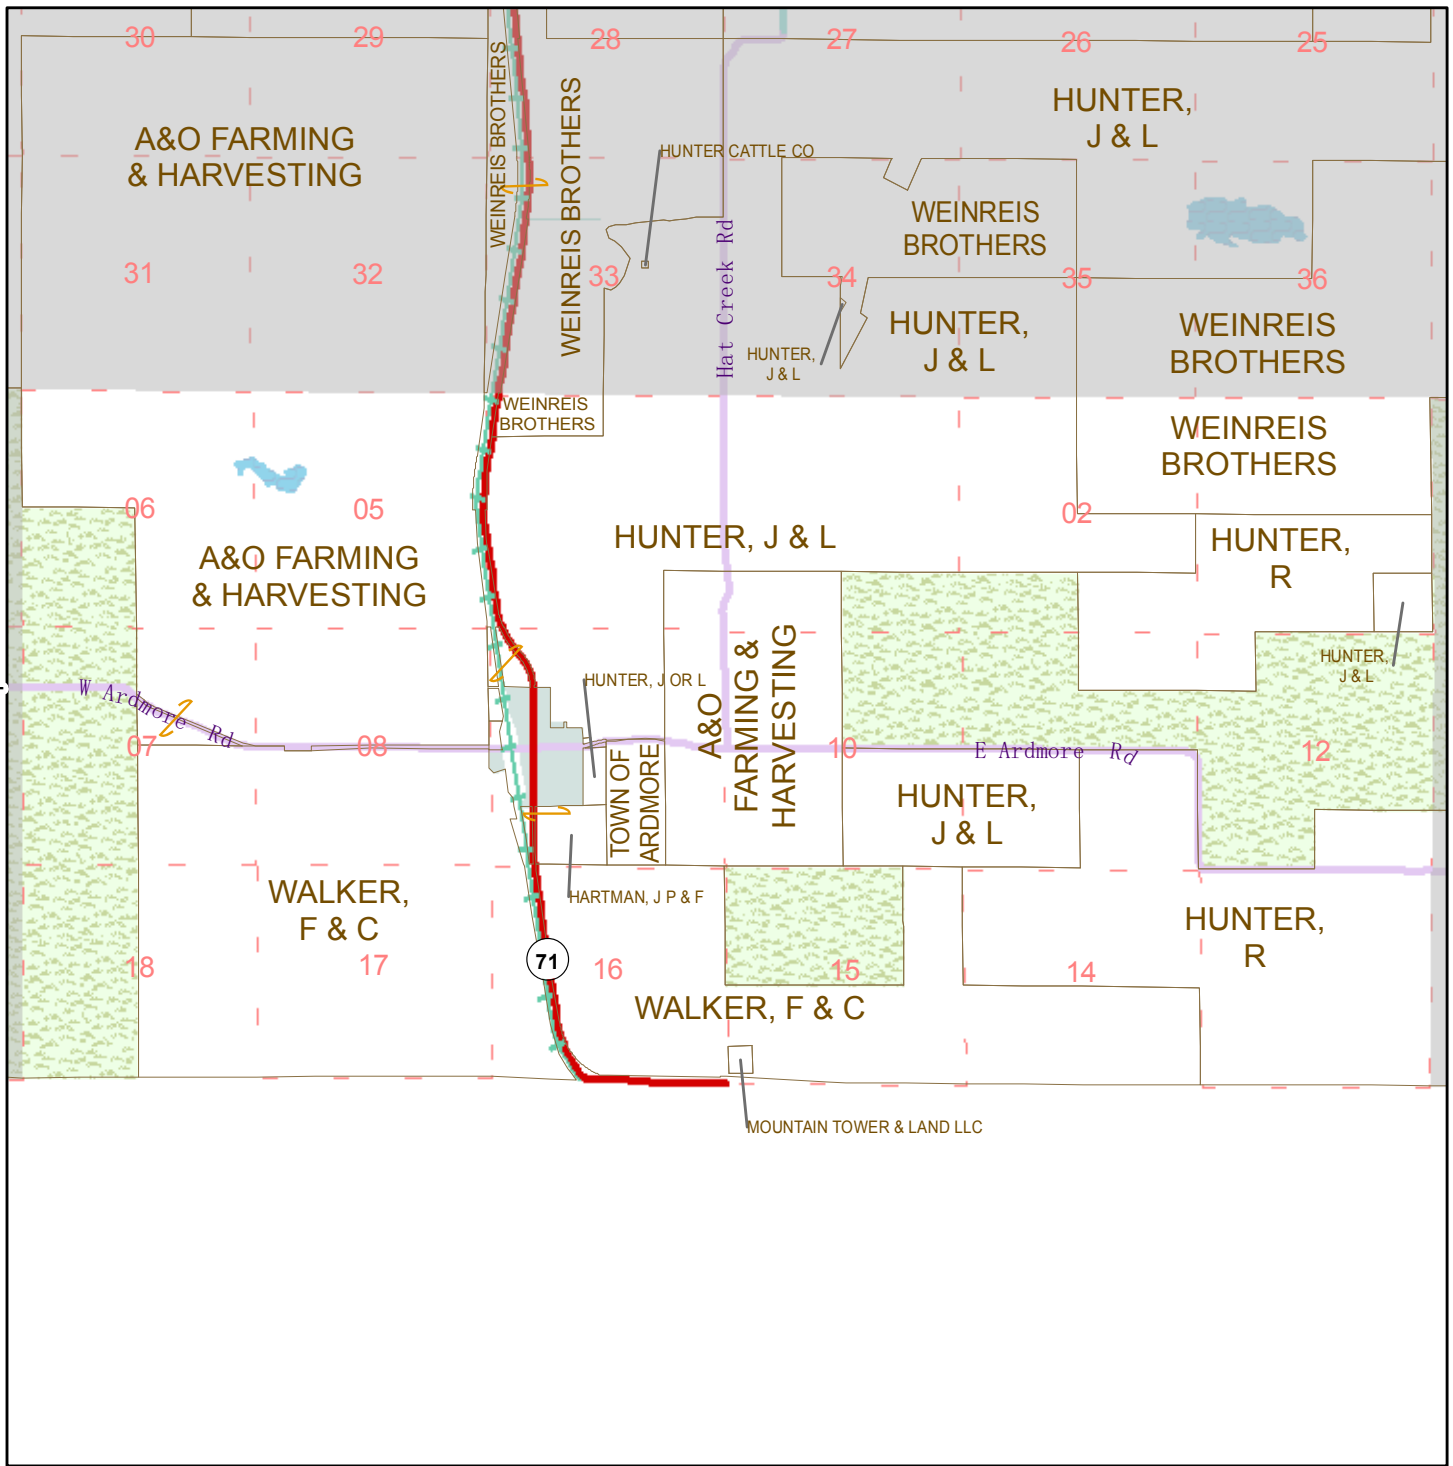 30
29
28
27
26
25
WEINREIS BROTHERS
WEINREIS BROTHERS
A&O FARMING
& HARVESTING
HUNTER,
J & L
HUNTER CATTLE CO
WEINREIS
BROTHERS
31
32
33
34
35
36
Hat Creek Rd
HUNTER,
J & L
HUNTER,
J & L
WEINREIS
BROTHERS
WEINREIS
BROTHERS
WEINREIS
BROTHERS
06
05
02
HUNTER, J & L
A&O FARMING
& HARVESTING
HUNTER,
R
HUNTER,
J & L
W Ardmore Rd
HUNTER, J OR L
A&O
FARMING &
HARVESTING
TOWN OF
ARDMORE
07
08
10
E Ardmore Rd
12
HUNTER,
J & L
HARTMAN, J P & F
WALKER,
F & C
HUNTER,
R
71
18
17
16
15
14
WALKER, F & C
MOUNTAIN TOWER & LAND LLC